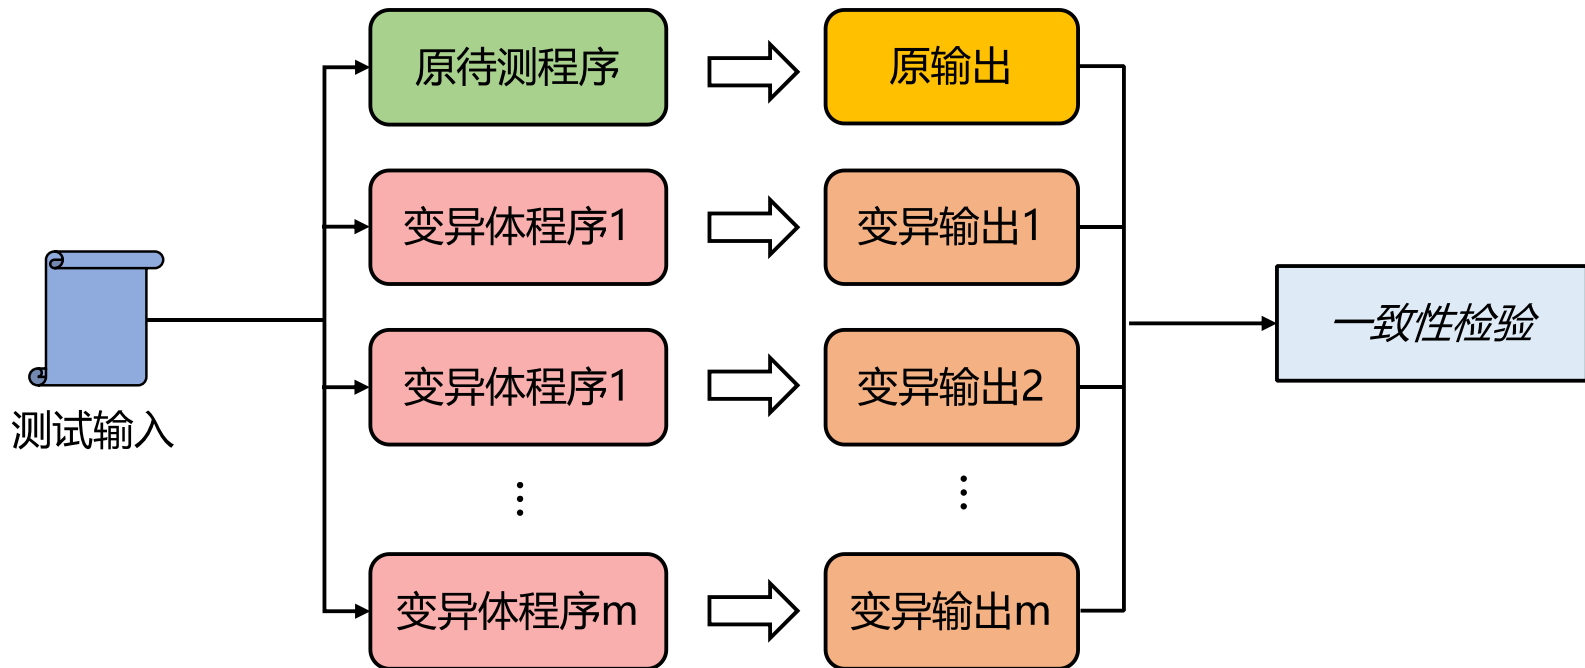 原待测程序
原输出
变异体程序1
变异输出1
测试输入
变异体程序1
变异输出2
一致性检验
⋮
⋮
变异体程序m
变异输出m